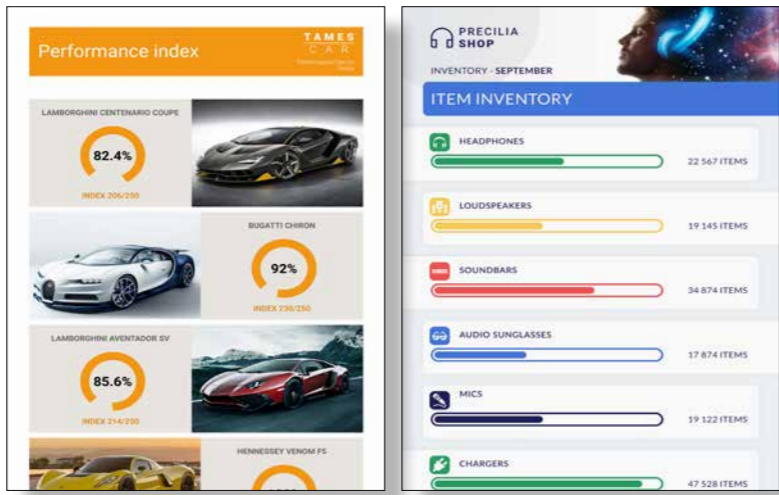 Performance index
TAMES
CAR
LAMBORGHINI CENTENARIO COUPE
82.4%
INDEX 206/250
BUGATTI CHIRON
92%
INDEX 230/250
LAMBORGHINI AVENTADOR SV
85.6%
INDEX 214/250
HENNESSEY VENOM F5
PRECILIA
SHOP
INVENTORY - SEPTEMBER
ITEM INVENTORY
HEADPHONES
22 567 ITEMS
LOUDSPEAKERS
19 145 ITEMS
SOUNDBARS
34 874 ITEMS
AUDIO SUNGLASSES
17 874 ITEMS
MICS
19 122 ITEMS
CHARGERS
47 528 ITEMS